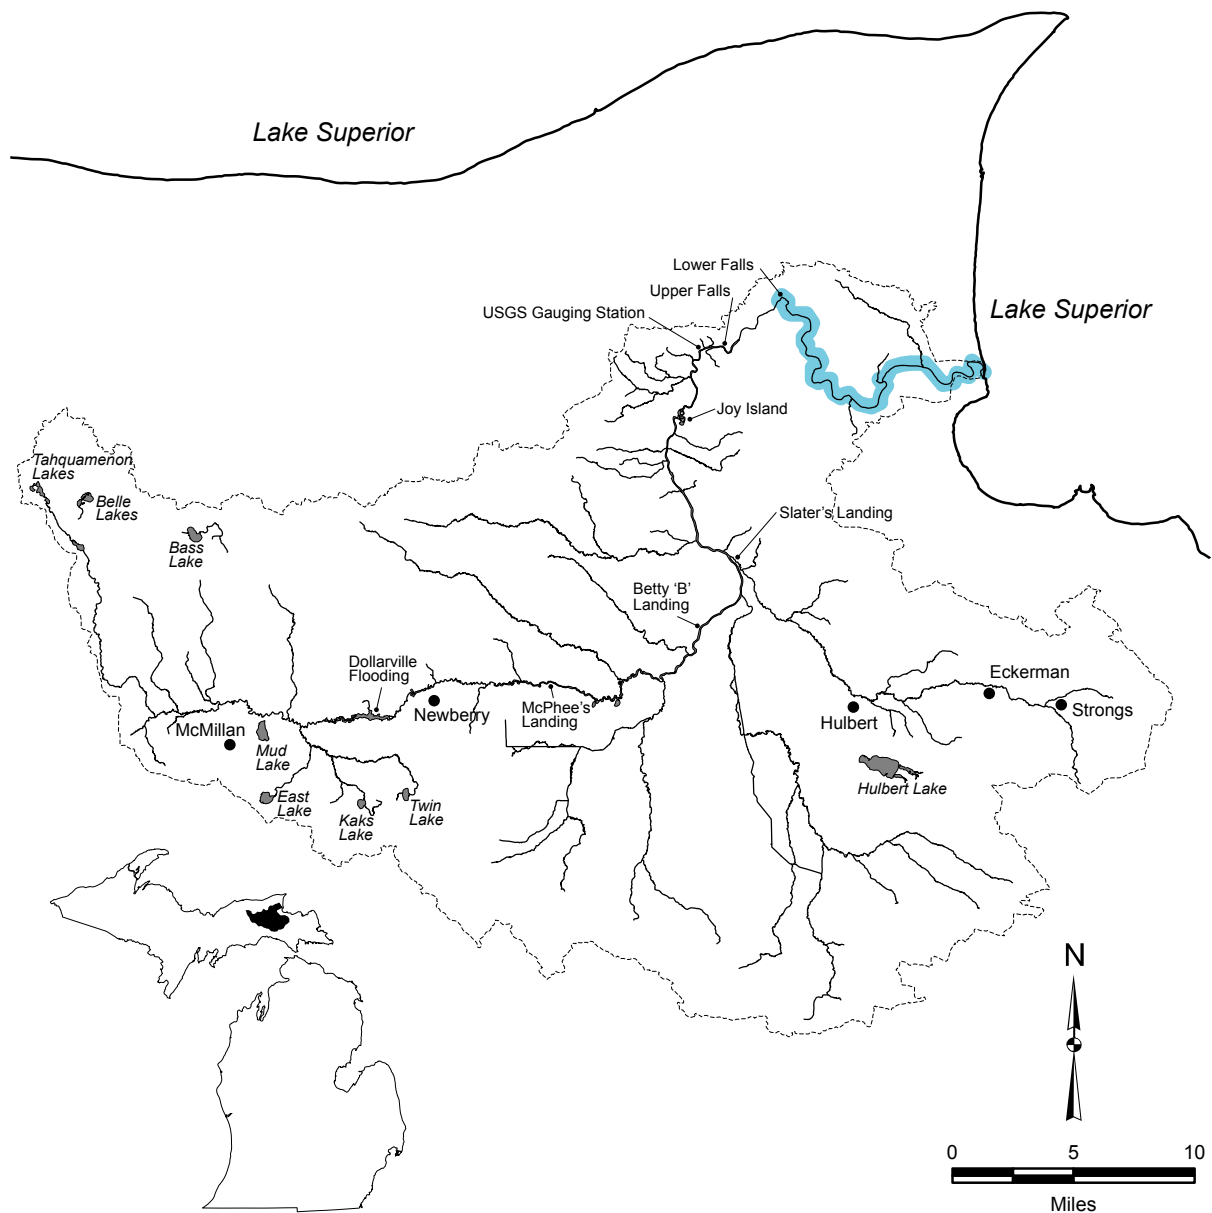 Lake Superior
Lower Falls
Upper Falls
USGS Gauging Station
Lake Superior
Joy Island
Tahquamenon
Lakes
Belle
Lakes
Bass
Lake
Slater's Landing
Betty 'B'
Landing
Dollarville
Flooding
Newberry
McPhee's
Landing
Eckerman
Hulbert
Strongs
McMillan
Mud
Lake
Hulbert Lake
East
Lake
Kaks
Lake
Twin
Lake
N
0 5 10
Miles